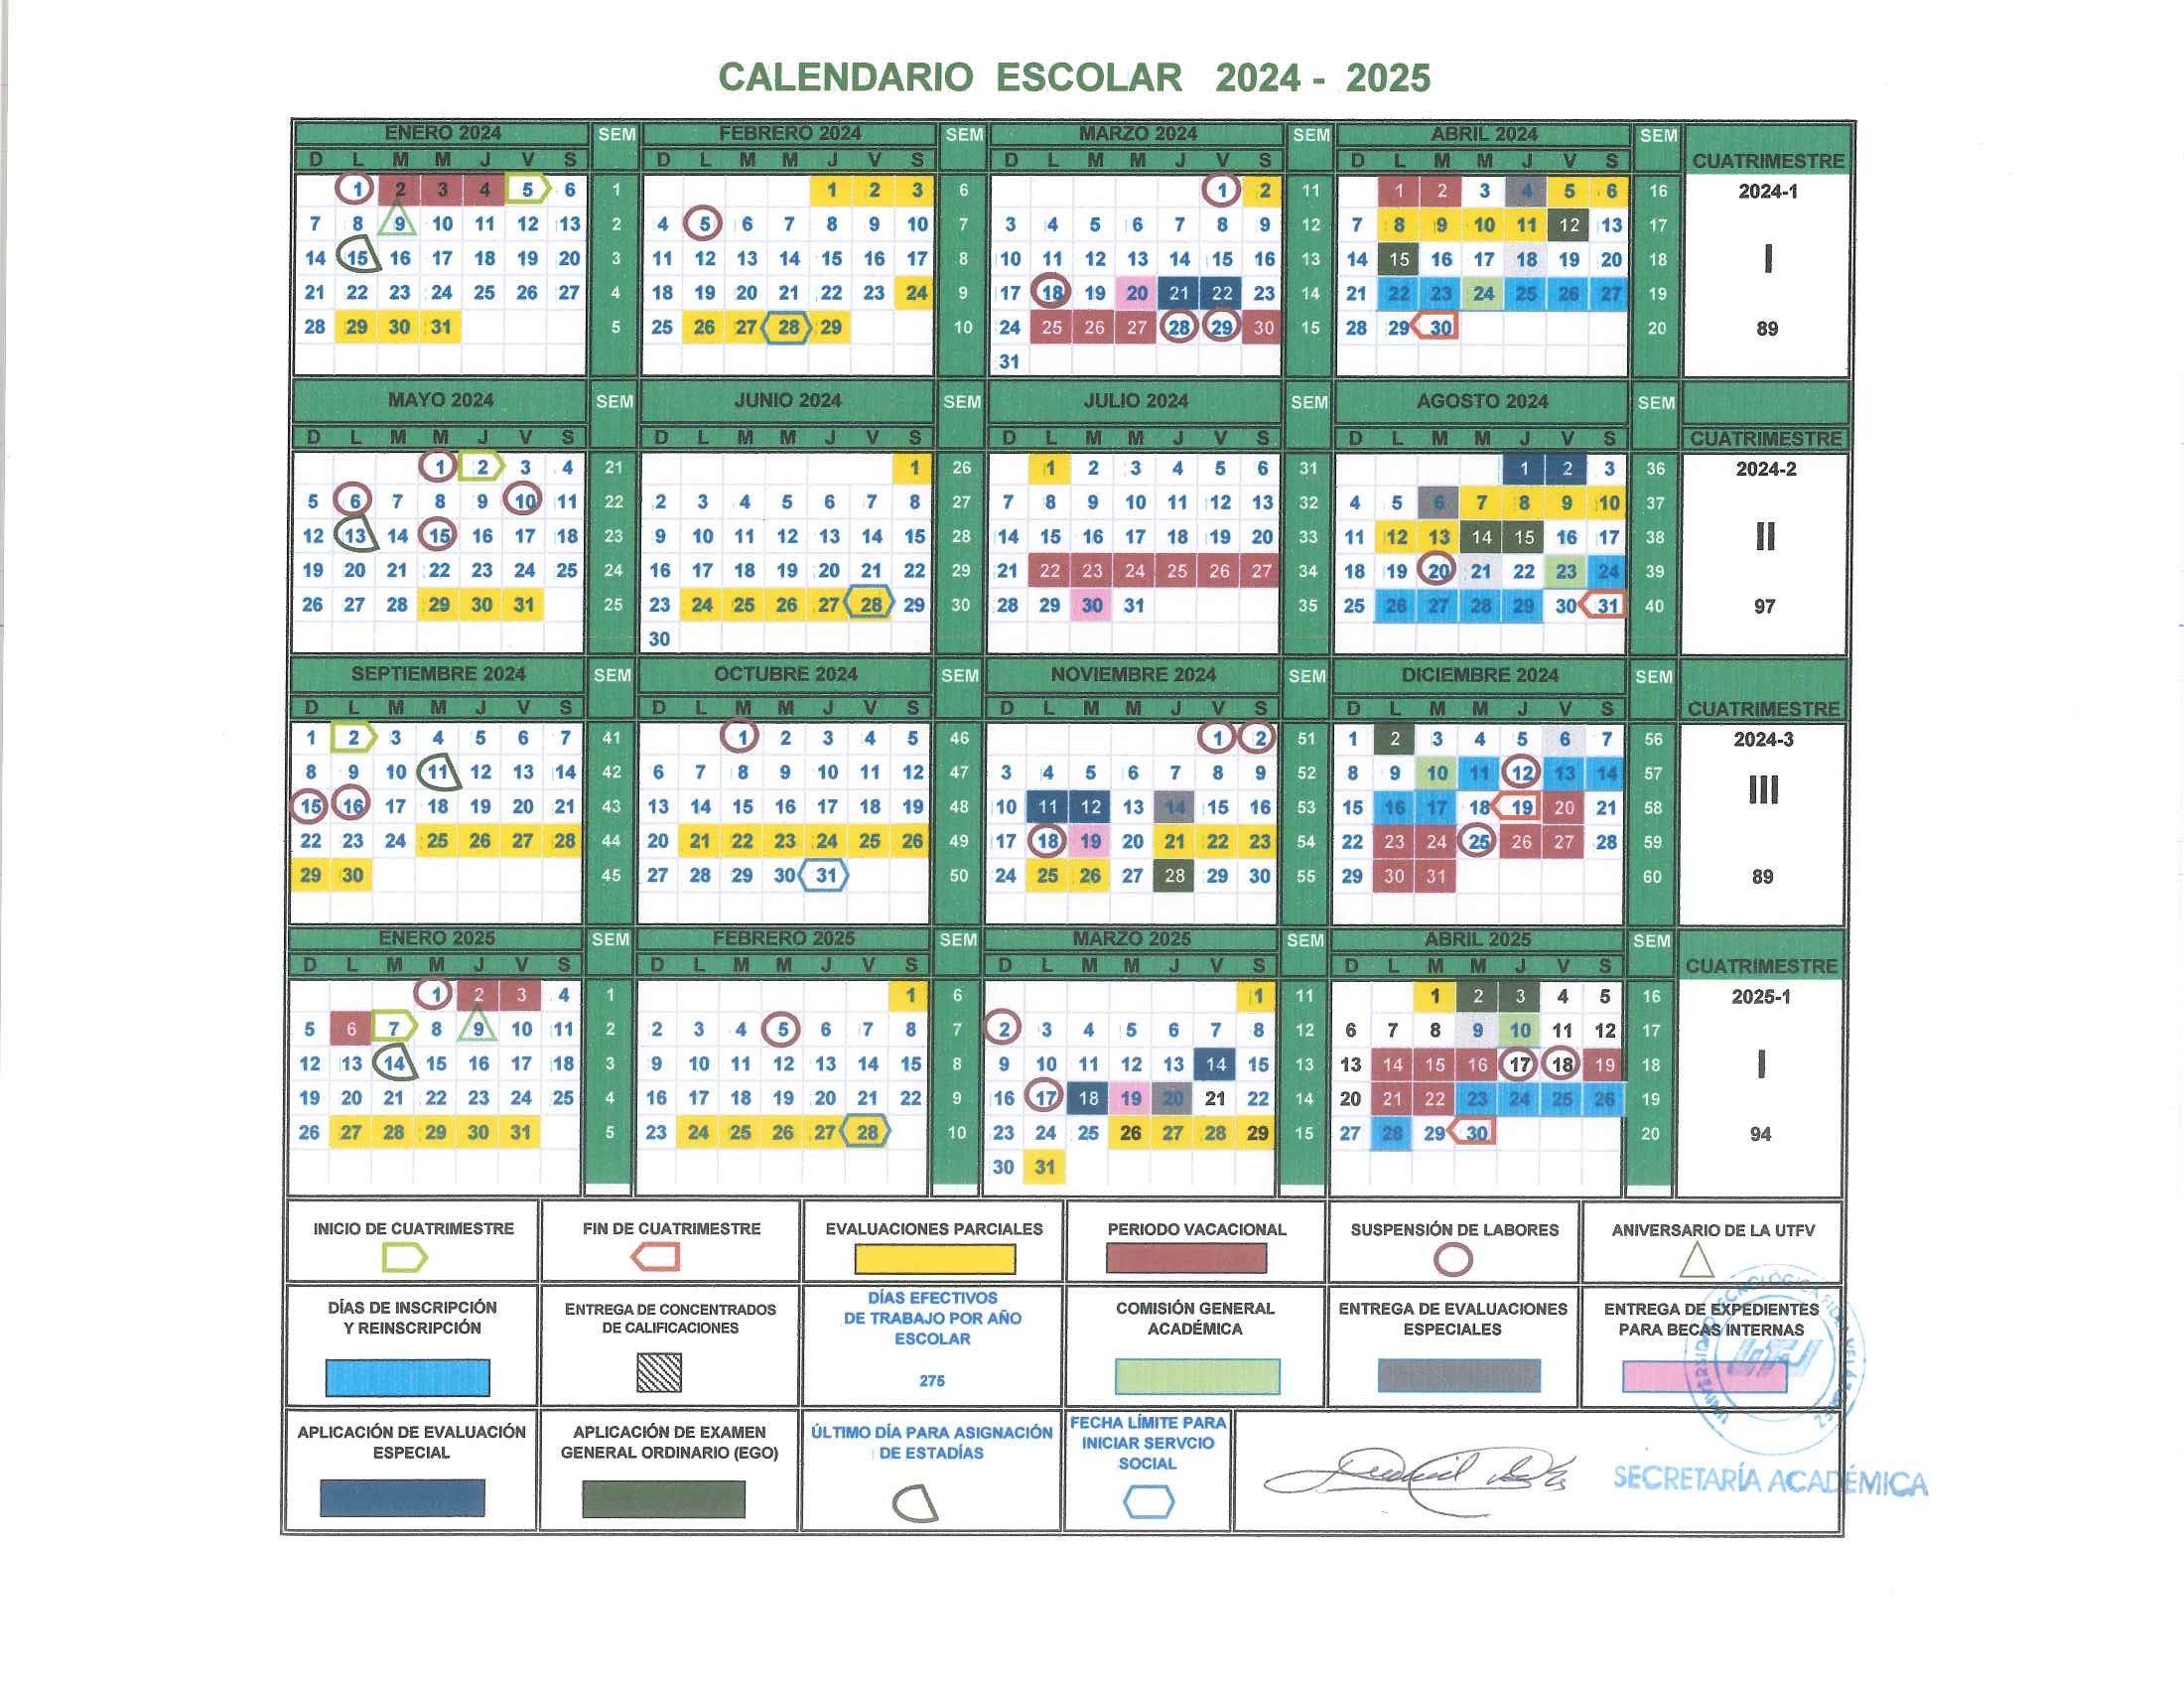 CALENDARIO ESCOLAR 2024 - 2025
ENERO 2024 SEM FEBRERO 2024 SEM MARZO 2024 SEM ABRIL 2024 SEM
D L M M J V S D L M M J V S D L M M J V S D L M M J V S CUATRIMESTRE
1 2 3 4 5 6 1 1 2 3 6 1 2 11 1 2 3 4 5 6 16 2024-1
7 8 9 10 11 12 13 2 4 5 6 7 8 9 10 7 3 4 5 6 7 8 9 12 7 8 9 10 11 12 13 17
14 15 16 17 18 19 20 3 11 12 13 14 15 16 17 8 10 11 12 13 14 15 16 13 14 15 16 17 18 19 20 18 I
21 22 23 24 25 26 27 4 18 19 20 21 22 23 24 9 17 18 19 20 21 22 23 14 21 22 23 24 25 26 27 19
28 29 30 31 5 25 26 27 28 29 10 24 25 26 27 28 29 30 15 28 29 30 20 89
31
MAYO 2024 SEM JUNIO 2024 SEM JULIO 2024 SEM AGOSTO 2024 SEM
D L M M J V S D L M M J V S D L M M J V S D L M M J V S CUATRIMESTRE
1 2 3 4 21 1 26 1 2 3 4 5 6 31 1 2 3 36 2024-2
5 6 7 8 9 10 11 22 2 3 4 5 6 7 8 27 7 8 9 10 11 12 13 32 4 5 6 7 8 9 10 37
12 13 14 15 16 17 18 23 9 10 11 12 13 14 15 28 14 15 16 17 18 19 20 33 11 12 13 14 15 16 17 38 II
19 20 21 22 23 24 25 24 16 17 18 19 20 21 22 29 21 22 23 24 25 26 27 34 18 19 20 21 22 23 24 39
26 27 28 29 30 31 25 23 24 25 26 27 28 29 30 28 29 30 31 35 25 26 27 28 29 30 31 40 97
30
SEPTIEMBRE 2024 SEM OCTUBRE 2024 SEM NOVIEMBRE 2024 SEM DICIEMBRE 2024 SEM
D L M M J V S D L M M J V S D L M M J V S D L M M J V S CUATRIMESTRE
1 2 3 4 5 6 7 41 1 2 3 4 5 46 1 2 51 1 2 3 4 5 6 7 56 2024-3
8 9 10 11 12 13 14 42 6 7 8 9 10 11 12 47 3 4 5 6 7 8 9 52 8 9 10 11 12 13 14 57
15 16 17 18 19 20 21 43 13 14 15 16 17 18 19 48 10 11 12 13 14 15 16 53 15 16 17 18 19 20 21 58 III
22 23 24 25 26 27 28 44 20 21 22 23 24 25 26 49 17 18 19 20 21 22 23 54 22 23 24 25 26 27 28 59
29 30 45 27 28 29 30 31 50 24 25 26 27 28 29 30 55 29 30 31 60 89
ENERO 2025 SEM FEBRERO 2025 SEM MARZO 2025 SEM ABRIL 2025 SEM
D L M M J V S D L M M J V S D L M M J V S D L M M J V S CUATRIMESTRE
1 2 3 4 1 1 6 1 11 1 2 3 4 5 16 2025-1
5 6 7 8 9 10 11 2 2 3 4 5 6 7 8 7 2 3 4 5 6 7 8 12 6 7 8 9 10 11 12 17
12 13 14 15 16 17 18 3 9 10 11 12 13 14 15 8 9 10 11 12 13 14 15 13 13 14 15 16 17 18 19 18 I
19 20 21 22 23 24 25 4 16 17 18 19 20 21 22 9 16 17 18 19 20 21 22 14 20 21 22 23 24 25 26 19
26 27 28 29 30 31 5 23 24 25 26 27 28 10 23 24 25 26 27 28 29 15 27 28 29 30 20 94
30 31
INICIO DE CUATRIMESTRE FIN DE CUATRIMESTRE EVALUACIONES PARCIALES PERIODO VACACIONAL SUSPENSIÓN DE LABORES ANIVERSARIO DE LA UTFV
DÍAS DE INSCRIPCIÓN
Y REINSCRIPCIÓN
ENTREGA DE CONCENTRADOS
DE CALIFICACIONES
DÍAS EFECTIVOS
DE TRABAJO POR AÑO
ESCOLAR
275
COMISIÓN GENERAL
ACADÉMICA
ENTREGA DE EVALUACIONES
ESPECIALES
ENTREGA DE EXPEDIENTES
PARA BECAS INTERNAS
APLICACIÓN DE EVALUACIÓN
ESPECIAL
APLICACIÓN DE EXAMEN
GENERAL ORDINARIO (EGO)
ÚLTIMO DÍA PARA ASIGNACIÓN
DE ESTADÍAS
FECHA LÍMITE PARA
INICIAR SERVCIO
SOCIAL
SECRETARÍA ACADÉMICA